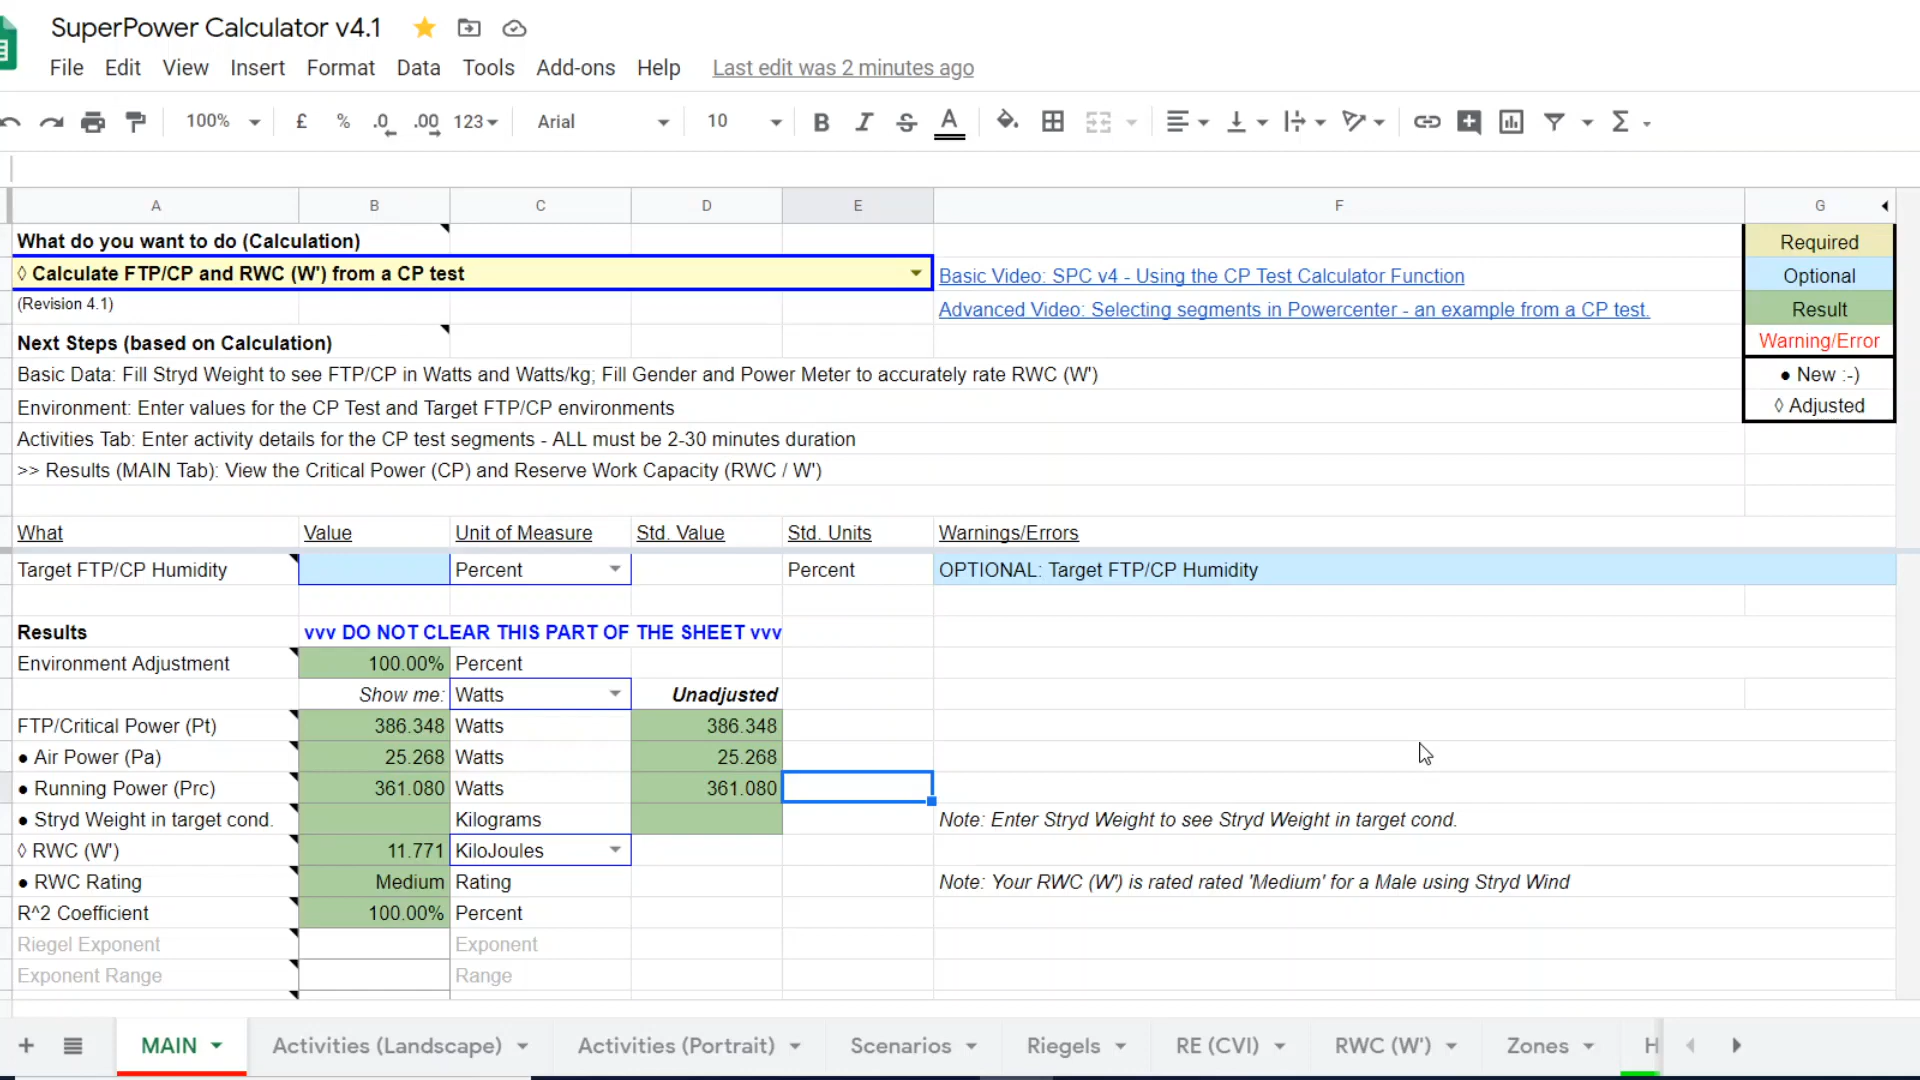 SuperPower Calculator v4.1
File Edit View Insert Format Data Tools Add-ons Help Last edit was 2 minutes ago
100% £ % .0 .00 123 Arial 10 B I S A Σ
A B C D E F G
What do you want to do (Calculation) Required
◊ Calculate FTP/CP and RWC (W') from a CP test Basic Video: SPC v4 - Using the CP Test Calculator Function Optional
(Revision 4.1) Advanced Video: Selecting segments in Powercenter - an example from a CP test. Result
Next Steps (based on Calculation) Warning/Error
Basic Data: Fill Stryd Weight to see FTP/CP in Watts and Watts/kg; Fill Gender and Power Meter to accurately rate RWC (W') ● New :-)
Environment: Enter values for the CP Test and Target FTP/CP environments ◊ Adjusted
Activities Tab: Enter activity details for the CP test segments - ALL must be 2-30 minutes duration
>> Results (MAIN Tab): View the Critical Power (CP) and Reserve Work Capacity (RWC / W')
What Value Unit of Measure Std. Value Std. Units Warnings/Errors
Target FTP/CP Humidity Percent Percent OPTIONAL: Target FTP/CP Humidity
Results vvv DO NOT CLEAR THIS PART OF THE SHEET vvv
Environment Adjustment 100.00% Percent
Show me: Watts Unadjusted
FTP/Critical Power (Pt) 386.348 Watts 386.348
● Air Power (Pa) 25.268 Watts 25.268
● Running Power (Prc) 361.080 Watts 361.080
● Stryd Weight in target cond. Kilograms Note: Enter Stryd Weight to see Stryd Weight in target cond.
◊ RWC (W') 11.771 KiloJoules
● RWC Rating Medium Rating Note: Your RWC (W') is rated rated 'Medium' for a Male using Stryd Wind
R^2 Coefficient 100.00% Percent
Riegel Exponent Exponent
Exponent Range Range
+ MAIN Activities (Landscape) Activities (Portrait) Scenarios Riegels RE (CVI) RWC (W') Zones H